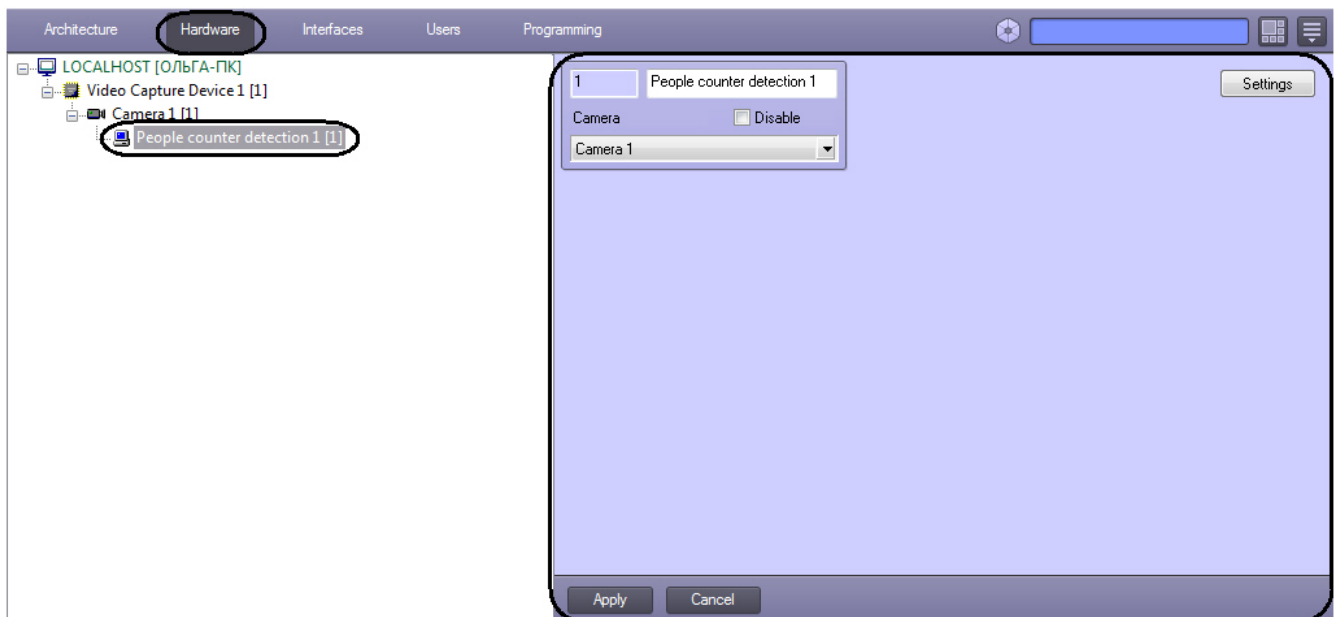 Architecture Hardware Interfaces Users Programming
LOCALHOST [ОЛЬГА-ПК]
Video Capture Device 1 [1]
Camera 1 [1]
People counter detection 1 [1]
1 People counter detection 1 Settings
Camera Disable
Camera 1
Apply Cancel